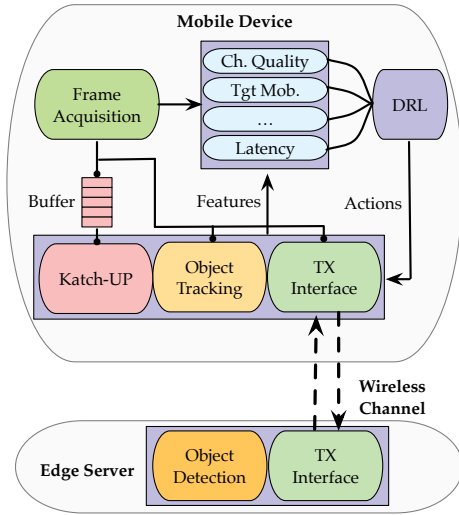 Mobile Device
Frame
Acquisition
Ch. Quality
Tgt Mob.
...
Latency
DRL
Buffer
Features
Actions
Katch-UP
Object
Tracking
TX
Interface
Wireless
Channel
Edge Server
Object
Detection
TX
Interface